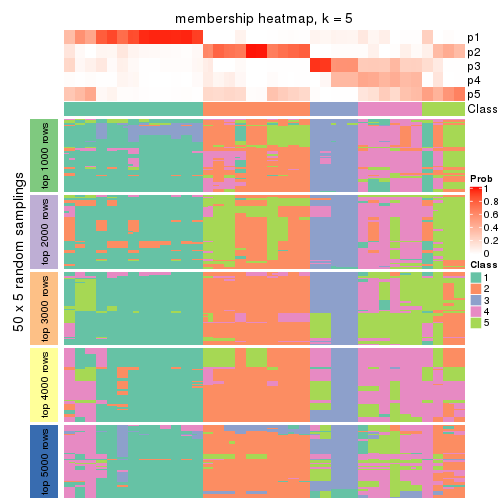 membership heatmap, k = 5
p1
p2
p3
p4
p5
Class
50 x 5 random samplings
top 1000 rows
top 2000 rows
top 3000 rows
top 4000 rows
top 5000 rows
Prob
1
0.8
0.6
0.4
0.2
0
Class
1
2
3
4
5